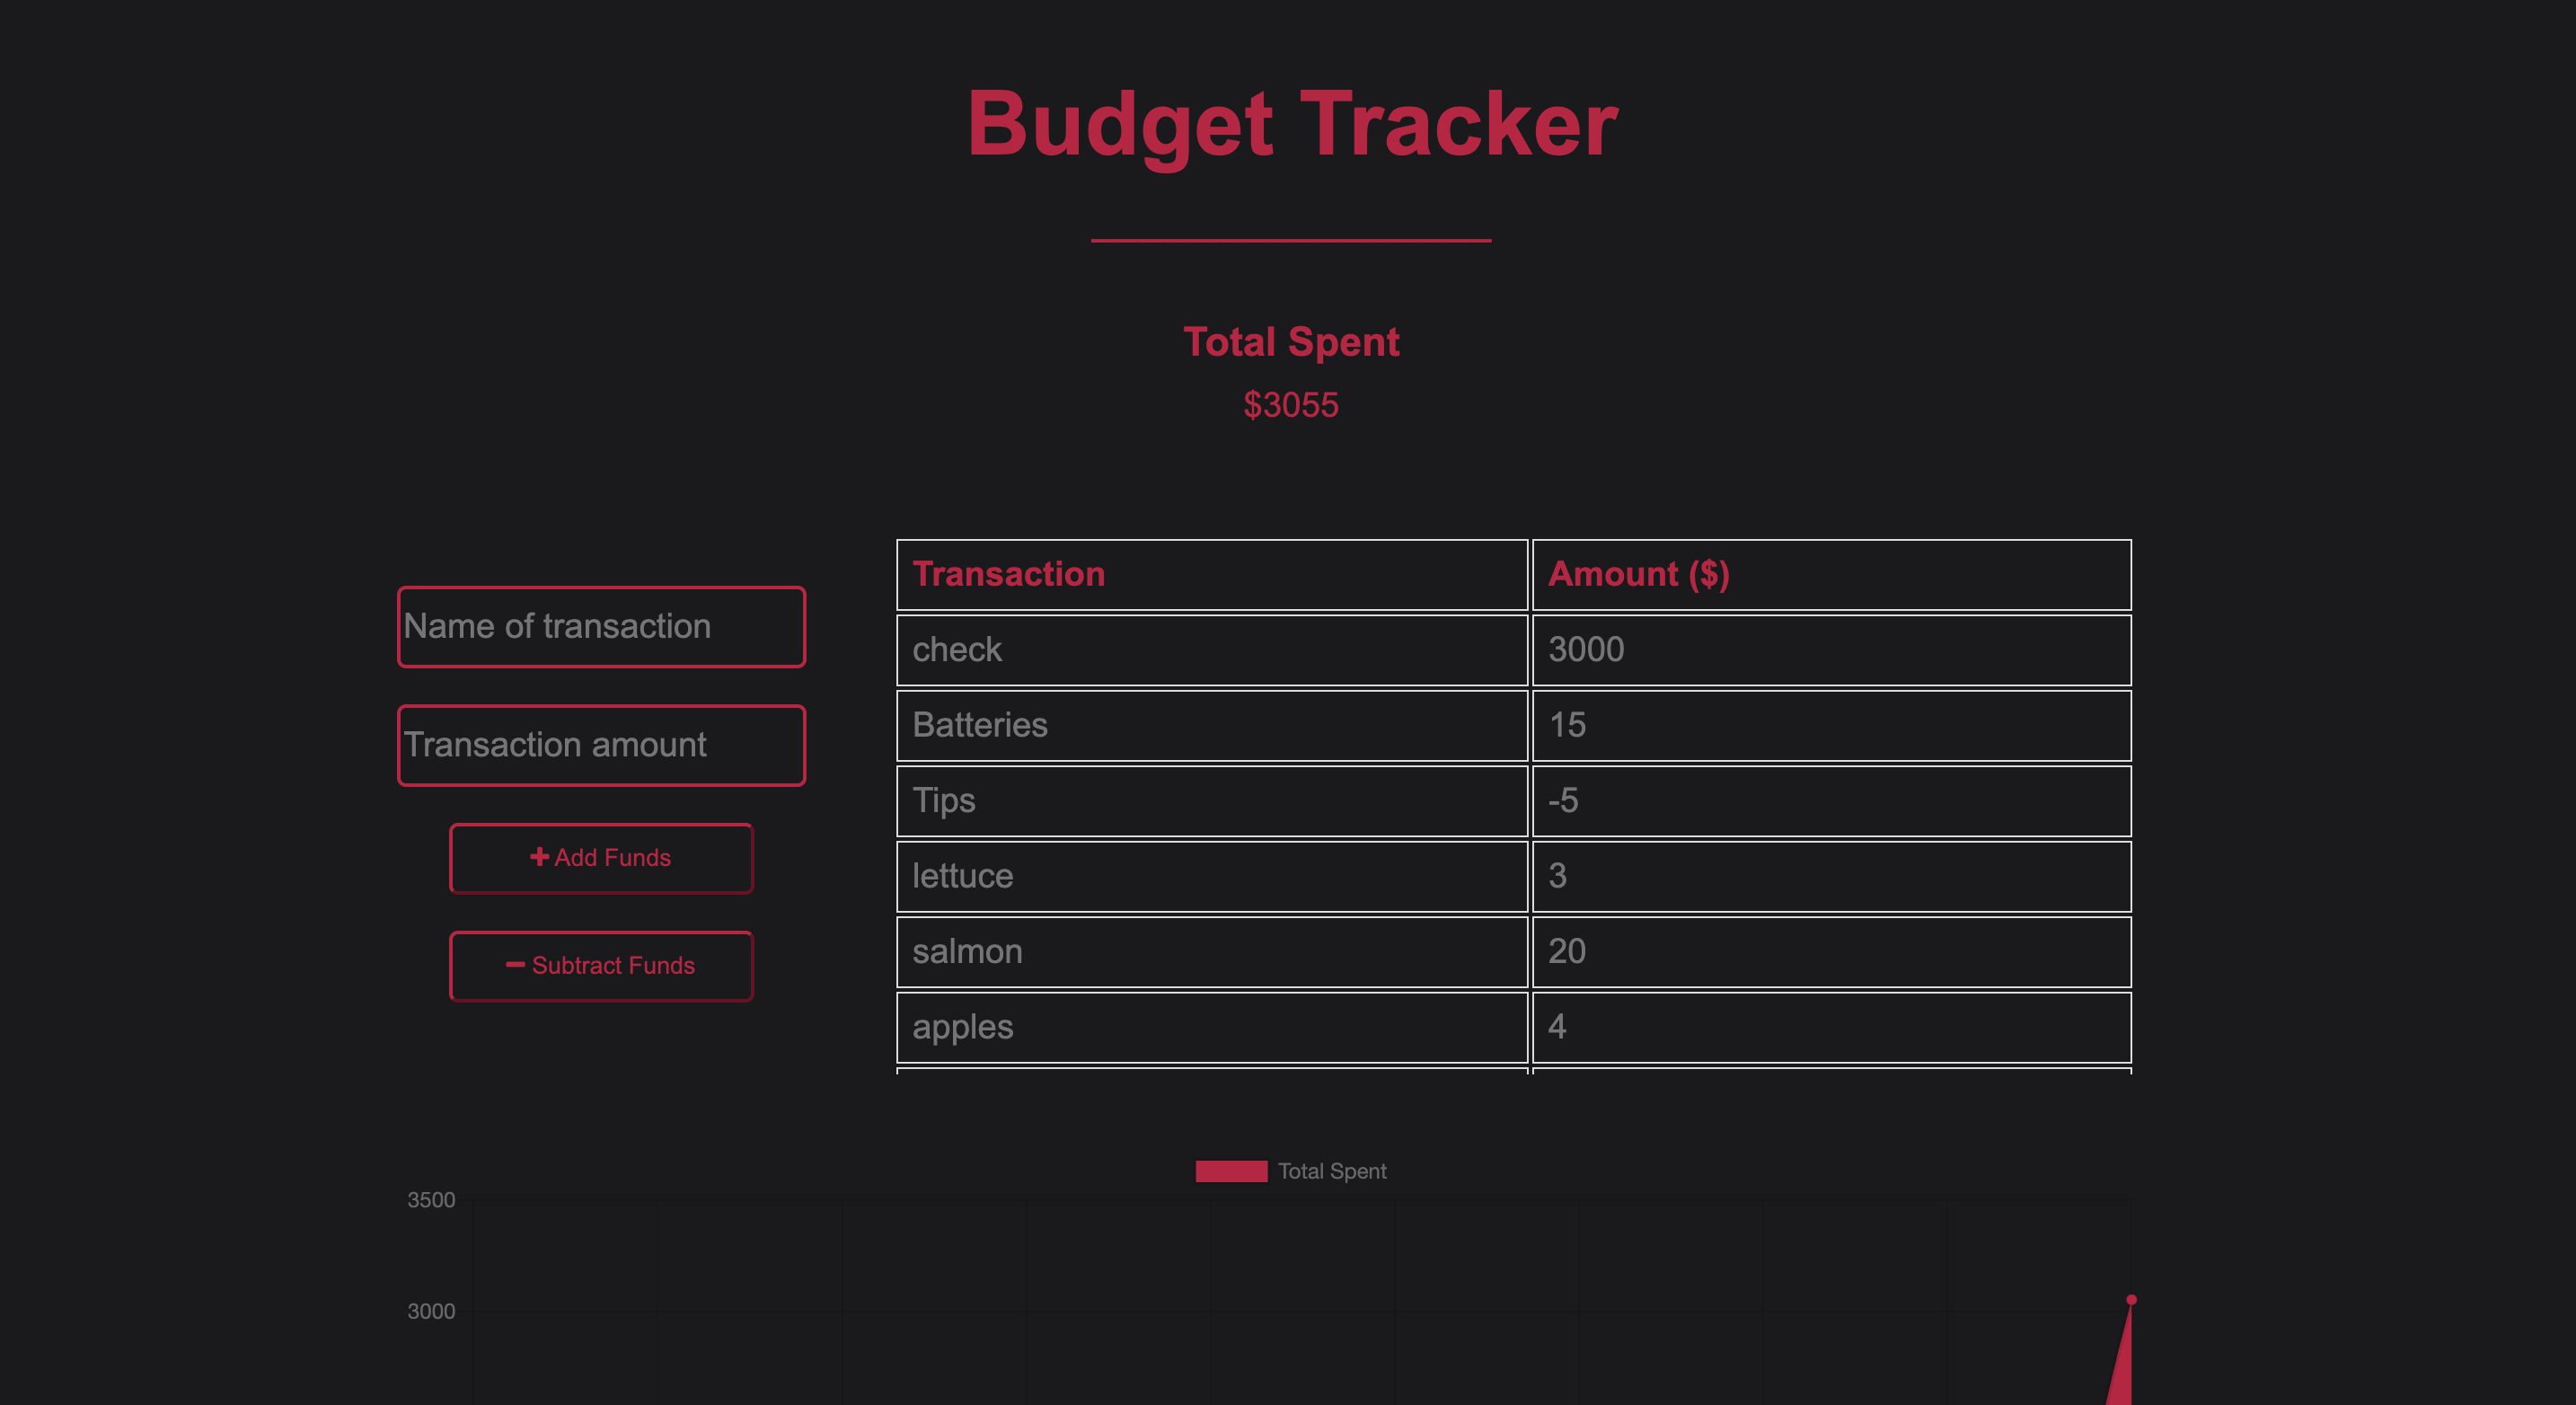 Budget Tracker
Total Spent
$3055
Name of transaction
Transaction amount
Add Funds
Subtract Funds
Transaction Amount ($)
check 3000
Batteries 15
Tips -5
lettuce 3
salmon 20
apples 4
Total Spent
3500
3000